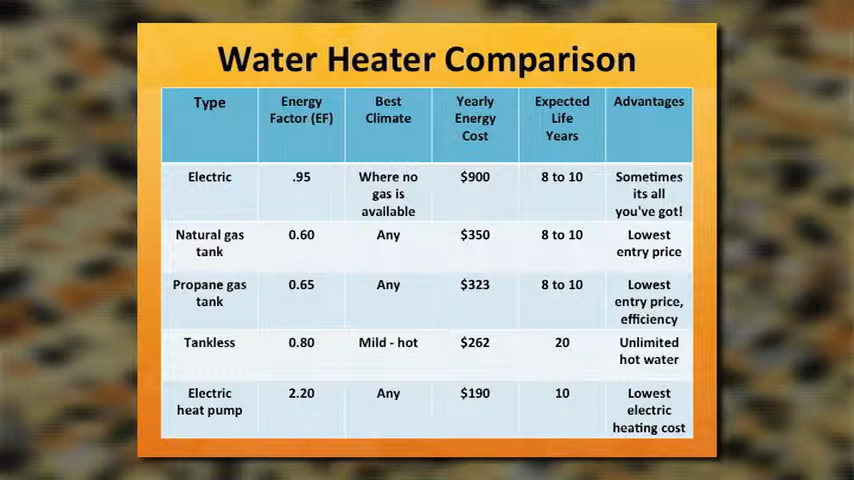 Water Heater Comparison
Type
Energy
Factor (EF)
Best
Climate
Yearly
Energy
Cost
Expected
Life
Years
Advantages
Electric
.95
Where no
gas is
available
$900
8 to 10
Sometimes
its all
you've got!
Natural gas
tank
0.60
Any
$350
8 to 10
Lowest
entry price
Propane gas
tank
0.65
Any
$323
8 to 10
Lowest
entry price,
efficiency
Tankless
0.80
Mild - hot
$262
20
Unlimited
hot water
Electric
heat pump
2.20
Any
$190
10
Lowest
electric
heating cost